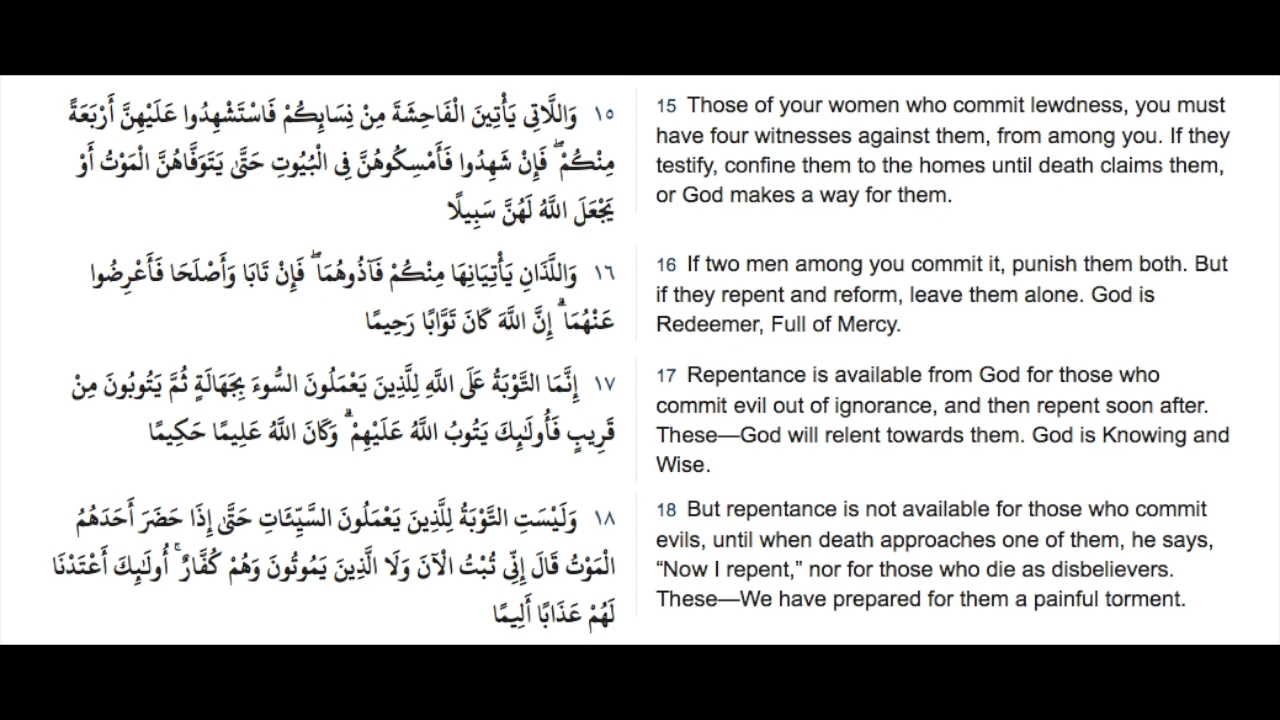 ١٥ وَاللَّاتِي يَأْتِينَ الْفَاحِشَةَ مِنْ نِسَائِكُمْ فَاسْتَشْهِدُوا عَلَيْهِنَّ أَرْبَعَةً
مِنْكُمْ ۖ فَإِنْ شَهِدُوا فَأَمْسِكُوهُنَّ فِي الْبُيُوتِ حَتَّىٰ يَتَوَفَّاهُنَّ الْمَوْتُ أَوْ
يَجْعَلَ اللَّهُ لَهُنَّ سَبِيلًا
15 Those of your women who commit lewdness, you must
have four witnesses against them, from among you. If they
testify, confine them to the homes until death claims them,
or God makes a way for them.
١٦ وَاللَّذَانِ يَأْتِيَانِهَا مِنْكُمْ فَآذُوهُمَا ۖ فَإِنْ تَابَا وَأَصْلَحَا فَأَعْرِضُوا
عَنْهُمَا ۗ إِنَّ اللَّهَ كَانَ تَوَّابًا رَحِيمًا
16 If two men among you commit it, punish them both. But
if they repent and reform, leave them alone. God is
Redeemer, Full of Mercy.
١٧ إِنَّمَا التَّوْبَةُ عَلَى اللَّهِ لِلَّذِينَ يَعْمَلُونَ السُّوءَ بِجَهَالَةٍ ثُمَّ يَتُوبُونَ مِنْ
قَرِيبٍ فَأُولَٰئِكَ يَتُوبُ اللَّهُ عَلَيْهِمْ ۗ وَكَانَ اللَّهُ عَلِيمًا حَكِيمًا
17 Repentance is available from God for those who
commit evil out of ignorance, and then repent soon after.
These—God will relent towards them. God is Knowing and
Wise.
١٨ وَلَيْسَتِ التَّوْبَةُ لِلَّذِينَ يَعْمَلُونَ السَّيِّئَاتِ حَتَّىٰ إِذَا حَضَرَ أَحَدَهُمُ
الْمَوْتُ قَالَ إِنِّي تُبْتُ الْآنَ وَلَا الَّذِينَ يَمُوتُونَ وَهُمْ كُفَّارٌ ۚ أُولَٰئِكَ أَعْتَدْنَا
لَهُمْ عَذَابًا أَلِيمًا
18 But repentance is not available for those who commit
evils, until when death approaches one of them, he says,
“Now I repent,” nor for those who die as disbelievers.
These—We have prepared for them a painful torment.